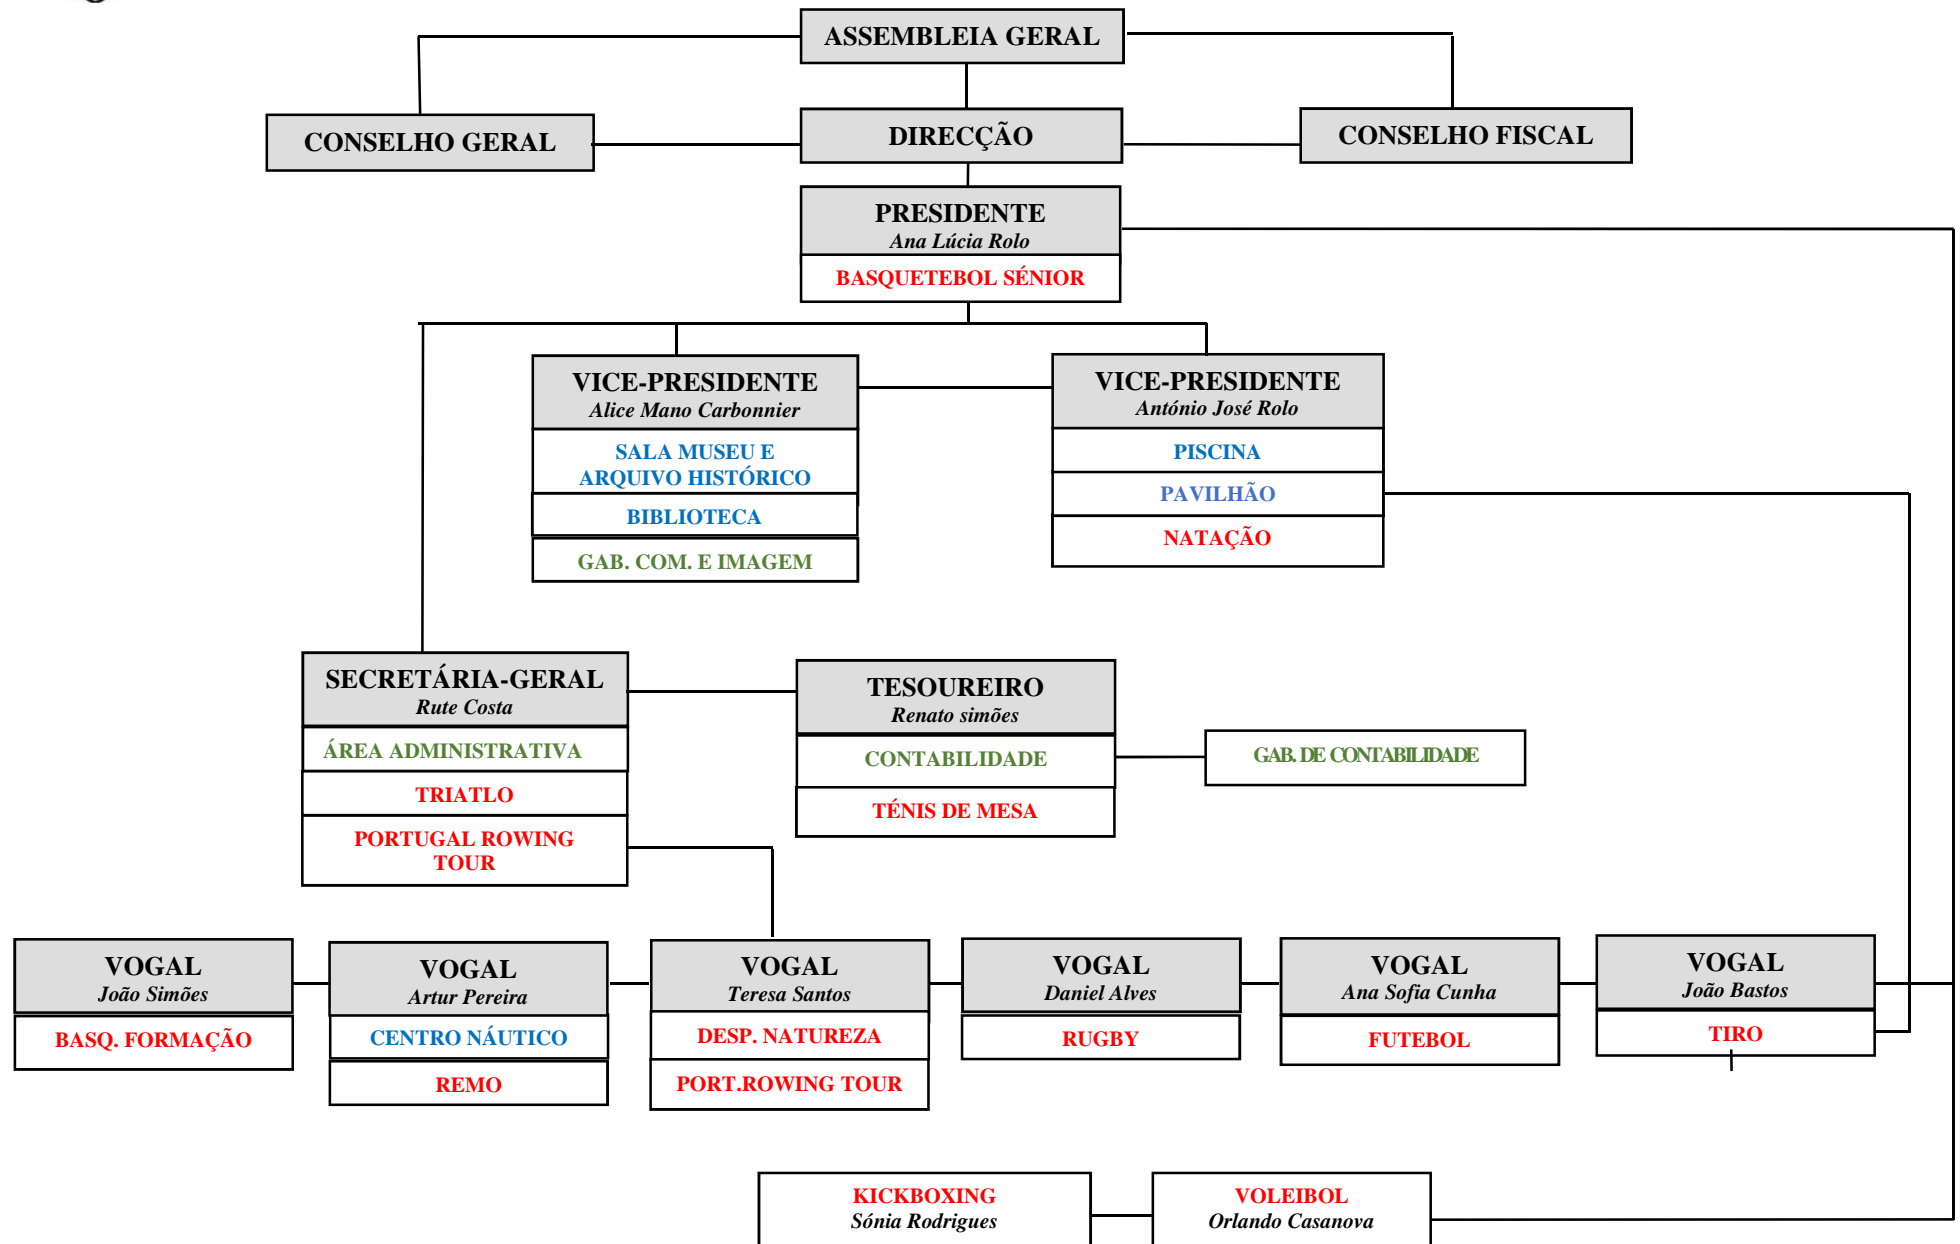 ASSEMBLEIA GERAL
CONSELHO GERAL
DIRECÇÃO
CONSELHO FISCAL
PRESIDENTE
Ana Lúcia Rolo
BASQUETEBOL SÉNIOR
VICE-PRESIDENTE
Alice Mano Carbonnier
SALA MUSEU E
ARQUIVO HISTÓRICO
BIBLIOTECA
GAB. COM. E IMAGEM
VICE-PRESIDENTE
António José Rolo
PISCINA
PAVILHÃO
NATAÇÃO
SECRETÁRIA-GERAL
Rute Costa
ÁREA ADMINISTRATIVA
TRIATLO
PORTUGAL ROWING
TOUR
TESOUREIRO
Renato simões
CONTABILIDADE
TÉNIS DE MESA
GAB. DE CONTABILIDADE
VOGAL
João Simões
BASQ. FORMAÇÃO
VOGAL
Artur Pereira
CENTRO NÁUTICO
REMO
VOGAL
Teresa Santos
DESP. NATUREZA
PORT.ROWING TOUR
VOGAL
Daniel Alves
RUGBY
VOGAL
Ana Sofia Cunha
FUTEBOL
VOGAL
João Bastos
TIRO
KICKBOXING
Sónia Rodrigues
VOLEIBOL
Orlando Casanova